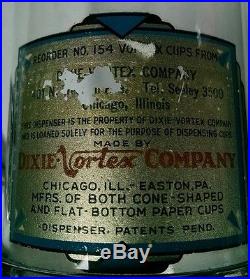 REORDER NO. 154 VORTEX CUPS FROM
DIXIE-VORTEX COMPANY
Tel. Seeley 3500
Chicago, Illinois
THIS DISPENSER IS THE PROPERTY OF DIXIE-VORTEX COMPANY
AND IS LOANED SOLELY FOR THE PURPOSE OF DISPENSING CUPS
MADE BY
DIXIE Vortex COMPANY
CHICAGO, ILL.-EASTON, PA.
MFRS. OF BOTH CONE-SHAPED
AND FLAT-BOTTOM PAPER CUPS
DISPENSER PATENTS PEND.